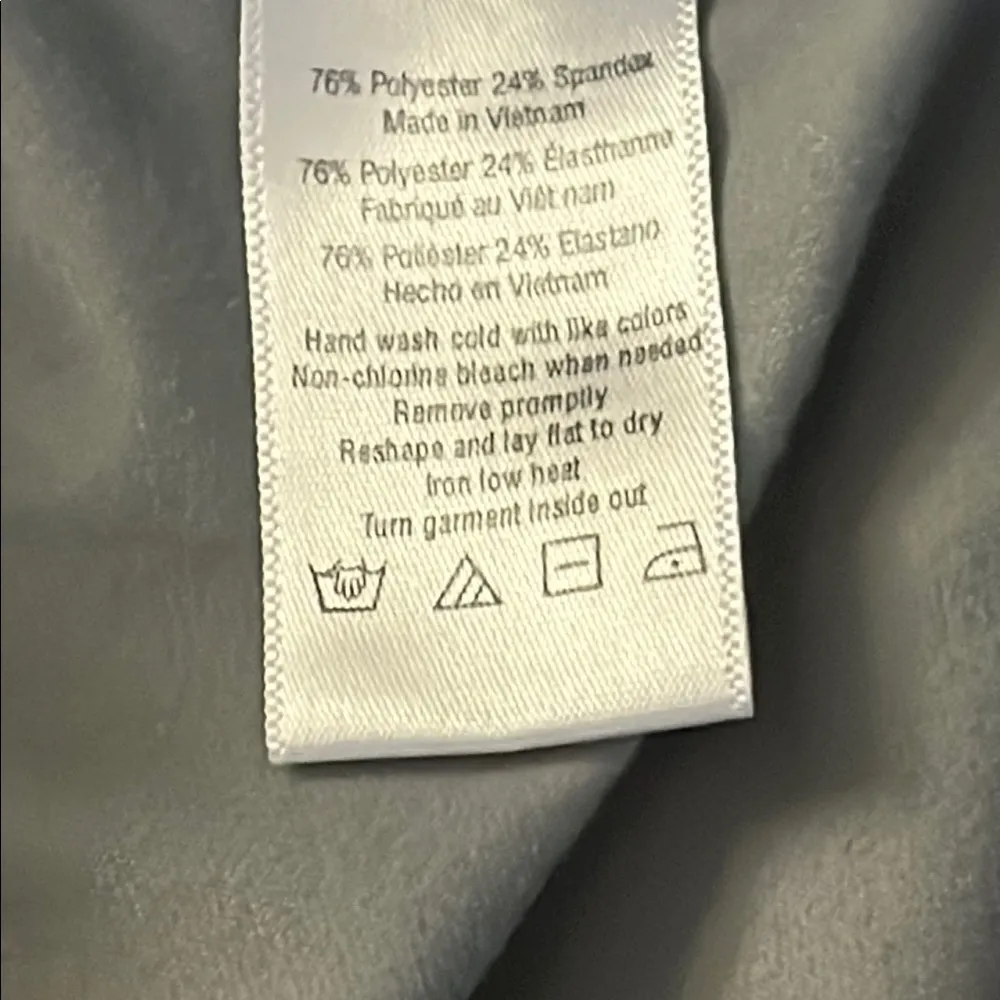 76% Polyester 24% Spandex
Made in Vietnam
76% Polyester 24% Élasthanne
Fabriqué au Viêt nam
76% Poliéster 24% Elastano
Hecho en Vietnam
Hand wash cold with like colors
Non-chlorine bleach when needed
Remove promptly
Reshape and lay flat to dry
Iron low heat
Turn garment inside out